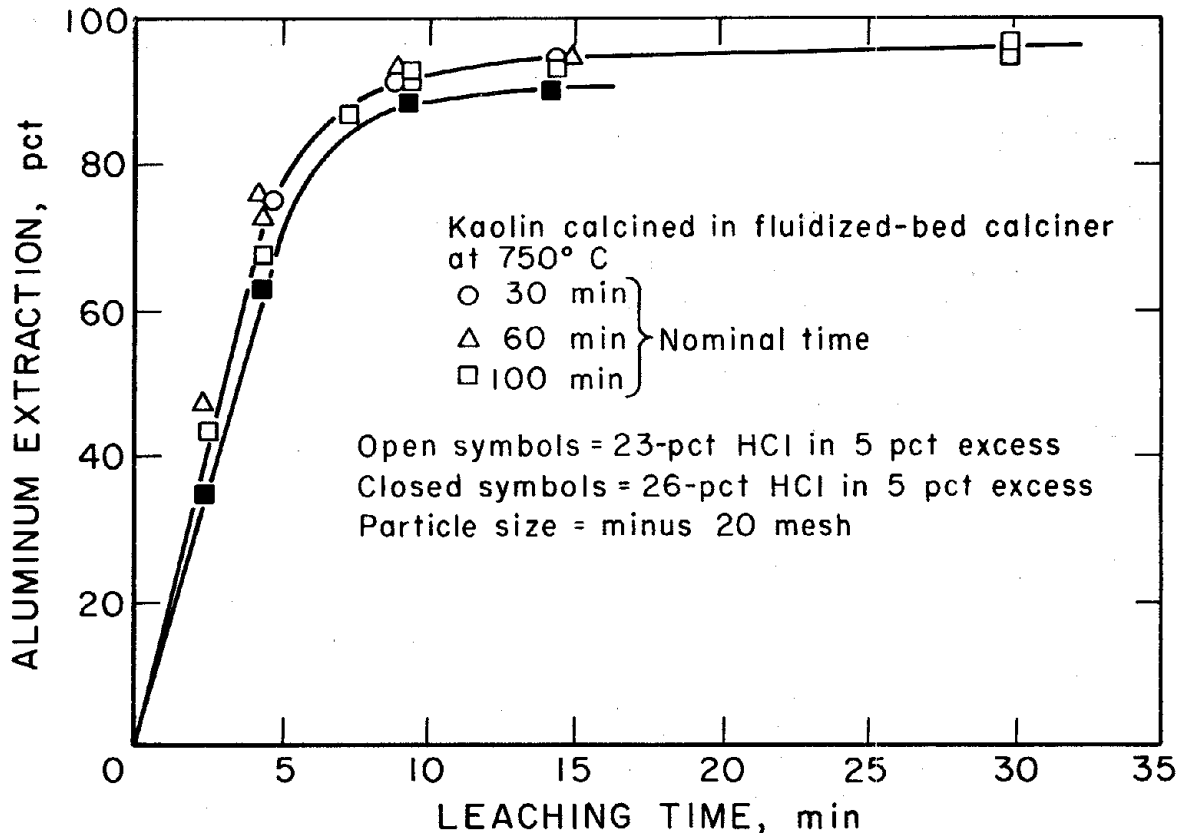 100
80
60
40
20
0
5
10
15
20
25
30
35
ALUMINUM EXTRACTION, pct
LEACHING TIME, min
Kaolin calcined in fluidized-bed calciner
at 750° C
30 min
60 min
100 min
Nominal time
Open symbols = 23-pct HCl in 5 pct excess
Closed symbols = 26-pct HCl in 5 pct excess
Particle size = minus 20 mesh